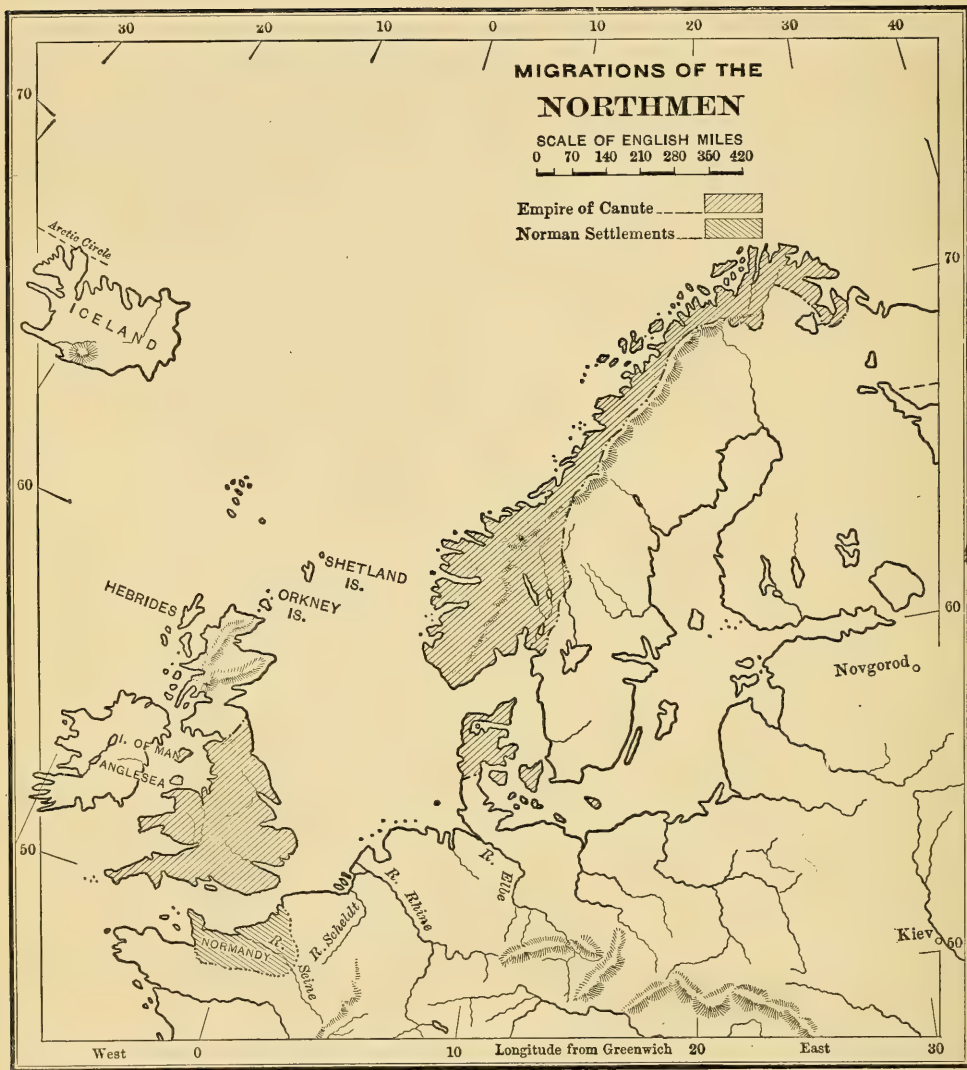 30 20 10 0 10 20 30 40
MIGRATIONS OF THE
NORTHMEN
SCALE OF ENGLISH MILES
0 70 140 210 280 350 420
Empire of Canute
Norman Settlements
70
Arctic Circle
ICELAND
70
60
SHETLAND
IS.
ORKNEY
IS.
HEBRIDES
60
Novgorod
I. OF MAN
ANGLESEA
50
R. Elbe
R. Rhine
R. Scheldt
R. Seine
NORMANDY
Kiev
50
West 0 10 Longitude from Greenwich 20 East 30